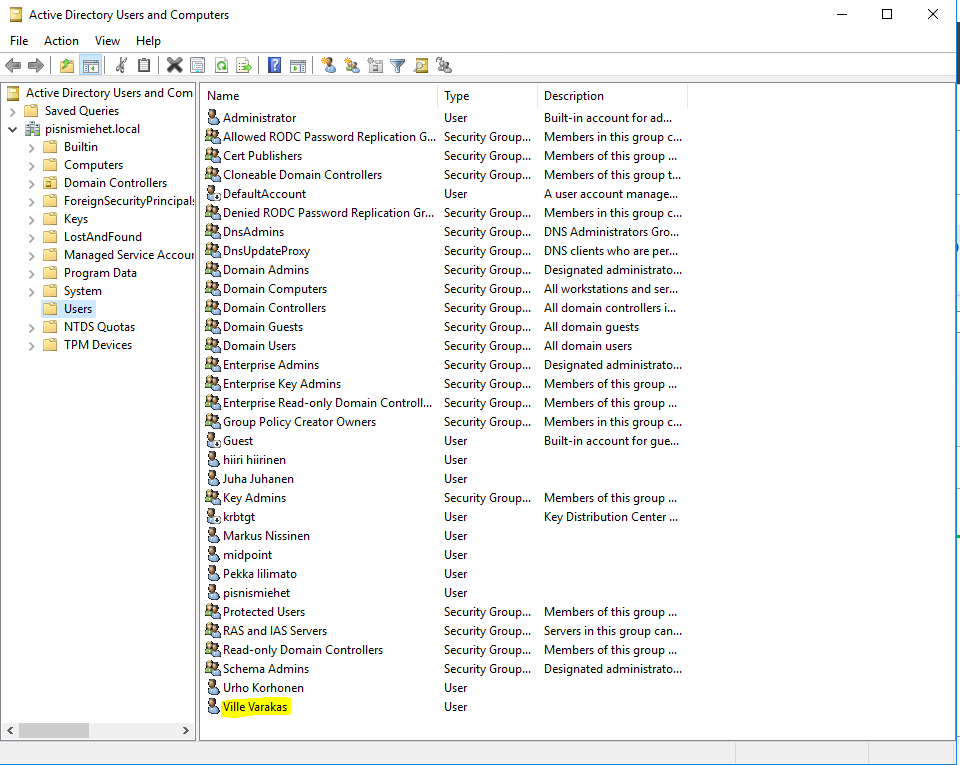 Active Directory Users and Computers
File Action View Help
Active Directory Users and Com
Saved Queries
pisnismiehet.local
Builtin
Computers
Domain Controllers
ForeignSecurityPrincipals
Keys
LostAndFound
Managed Service Accour
Program Data
System
Users
NTDS Quotas
TPM Devices
Name Type Description
Administrator User Built-in account for ad...
Allowed RODC Password Replication G... Security Group... Members in this group c...
Cert Publishers Security Group... Members of this group ...
Cloneable Domain Controllers Security Group... Members of this group t...
DefaultAccount User A user account manage...
Denied RODC Password Replication Gr... Security Group... Members in this group c...
DnsAdmins Security Group... DNS Administrators Gro...
DnsUpdateProxy Security Group... DNS clients who are per...
Domain Admins Security Group... Designated administrato...
Domain Computers Security Group... All workstations and ser...
Domain Controllers Security Group... All domain controllers i...
Domain Guests Security Group... All domain guests
Domain Users Security Group... All domain users
Enterprise Admins Security Group... Designated administrato...
Enterprise Key Admins Security Group... Members of this group ...
Enterprise Read-only Domain Controll... Security Group... Members of this group ...
Group Policy Creator Owners Security Group... Members in this group c...
Guest User Built-in account for gue...
hiiri hiirinen User
Juha Juhanen User
Key Admins Security Group... Members of this group ...
krbtgt User Key Distribution Center ...
Markus Nissinen User
midpoint User
Pekka lilimato User
pisnismiehet User
Protected Users Security Group... Members of this group ...
RAS and IAS Servers Security Group... Servers in this group can...
Read-only Domain Controllers Security Group... Members of this group ...
Schema Admins Security Group... Designated administrato...
Urho Korhonen User
Ville Varakas User